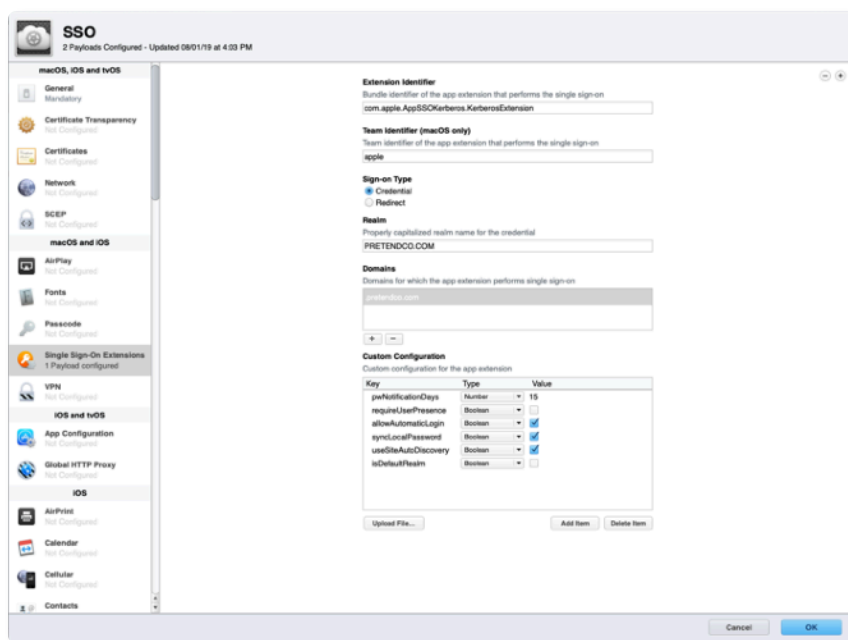 SSO
2 Payloads Configured - Updated 08/01/19 at 4:03 PM
macOS, iOS and tvOS
General
Mandatory
Certificate Transparency
Not Configured
Certificates
Not Configured
Network
Not Configured
SCEP
Not Configured
macOS and iOS
AirPlay
Not Configured
Fonts
Not Configured
Passcode
Not Configured
Single Sign-On Extensions
1 Payload configured
VPN
Not Configured
iOS and tvOS
App Configuration
Not Configured
Global HTTP Proxy
Not Configured
iOS
AirPrint
Not Configured
Calendar
Not Configured
Cellular
Not Configured
Contacts
Extension Identifier
Bundle identifier of the app extension that performs the single sign-on
com.apple.AppSSOKerberos.KerberosExtension
Team Identifier (macOS only)
Team identifier of the app extension that performs the single sign-on
apple
Sign-on Type
Credential
Redirect
Realm
Properly capitalized realm name for the credential
PRETENDCO.COM
Domains
Domains for which the app extension performs single sign-on
pretendco.com
+ −
Custom Configuration
Custom configuration for the app extension
Key Type Value
pwNotificationDays Number 15
requireUserPresence Boolean
allowAutomaticLogin Boolean
syncLocalPassword Boolean
useSiteAutoDiscovery Boolean
isDefaultRealm Boolean
Upload File... Add Item Delete Item
Cancel OK